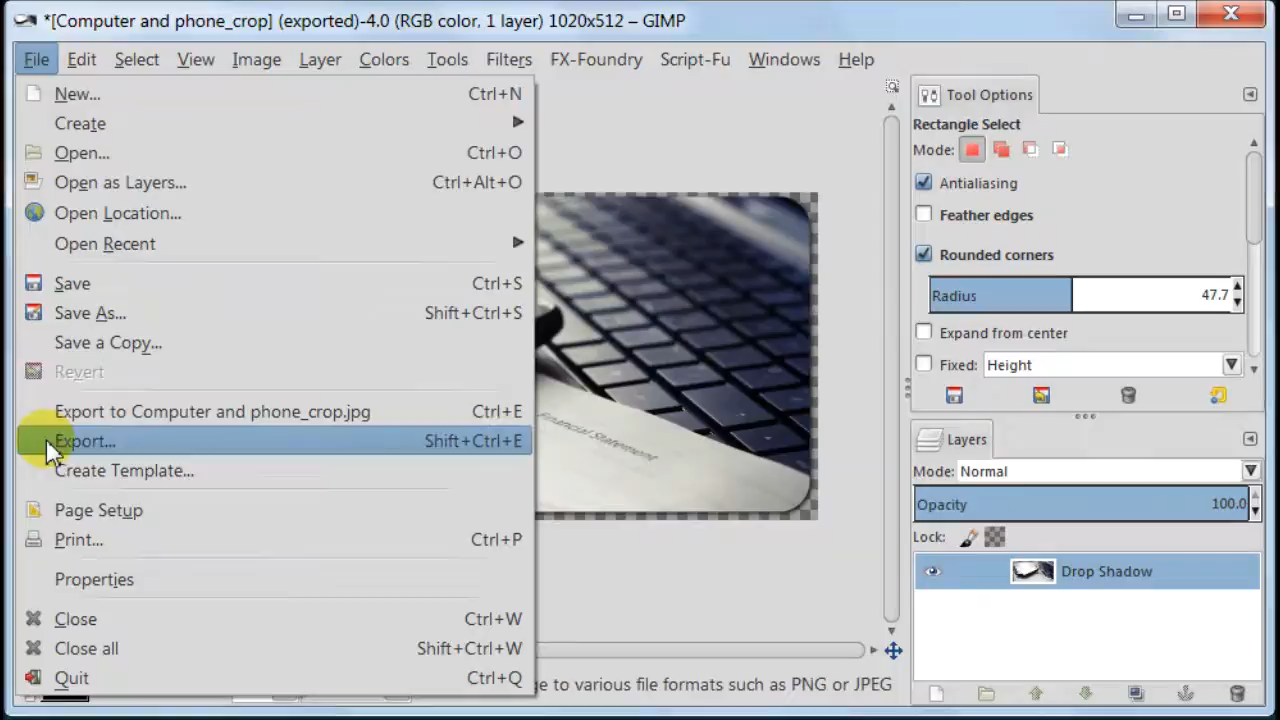 *[Computer and phone_crop] (exported)-4.0 (RGB color, 1 layer) 1020x512 – GIMP
File Edit Select View Image Layer Colors Tools Filters FX-Foundry Script-Fu Windows Help
New... Ctrl+N
Create
Open... Ctrl+O
Open as Layers... Ctrl+Alt+O
Open Location...
Open Recent
Save Ctrl+S
Save As... Shift+Ctrl+S
Save a Copy...
Revert
Export to Computer and phone_crop.jpg Ctrl+E
Export... Shift+Ctrl+E
Create Template...
Page Setup
Print... Ctrl+P
Properties
Close Ctrl+W
Close all Shift+Ctrl+W
Quit Ctrl+Q
Financial Statement
ge to various file formats such as PNG or JPEG
Tool Options
Rectangle Select
Mode:
Antialiasing
Feather edges
Rounded corners
Radius 47.7
Expand from center
Fixed: Height
Layers
Mode: Normal
Opacity 100.0
Lock:
Drop Shadow